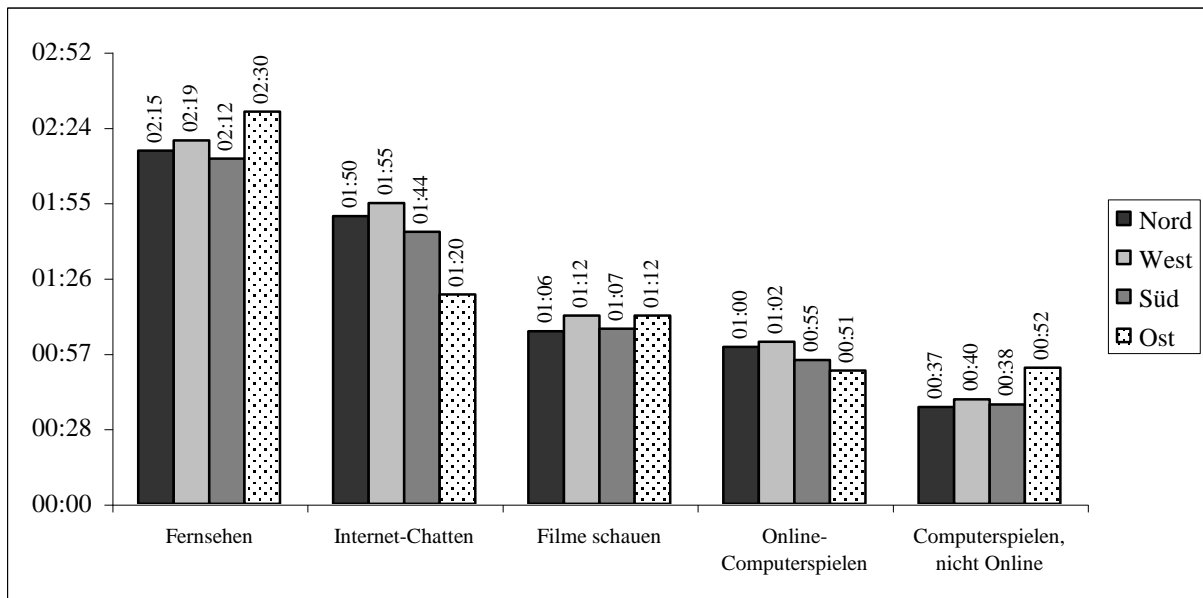 02:52
02:24
01:55
01:26
00:57
00:28
00:00
02:15
02:19
02:12
02:30
01:50
01:55
01:44
01:20
01:06
01:12
01:07
01:12
01:00
01:02
00:55
00:51
00:37
00:40
00:38
00:52
Fernsehen
Internet-Chatten
Filme schauen
Online-
Computerspielen
Computerspielen,
nicht Online
Nord
West
Süd
Ost